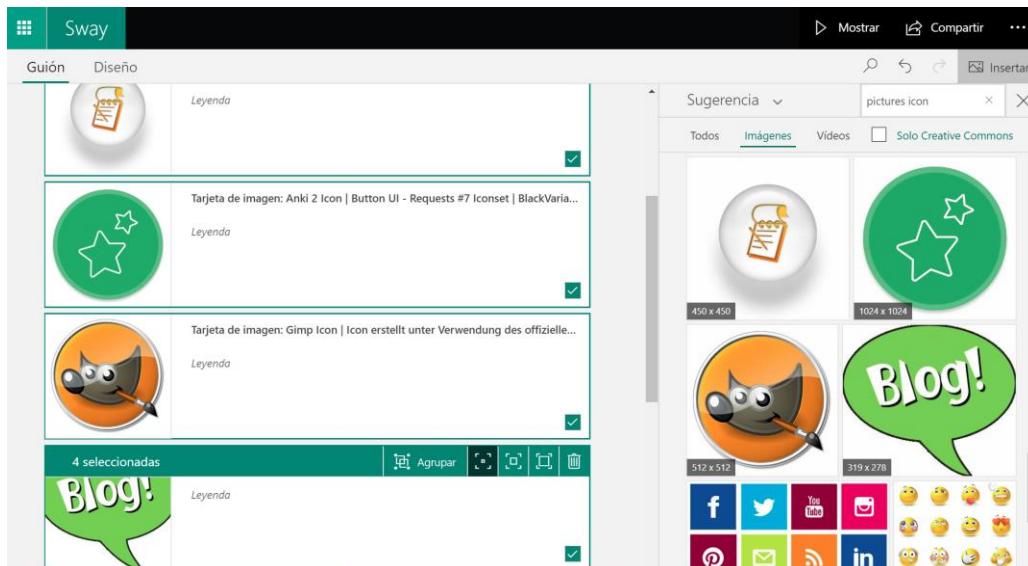 Sway
Mostrar
Compartir
Guión
Diseño
Insertar
Leyenda
Tarjeta de imagen: Anki 2 Icon | Button UI - Requests #7 Iconset | BlackVaria...
Leyenda
Tarjeta de imagen: Gimp Icon | Icon erstellt unter Verwendung des offizielle...
Leyenda
4 seleccionadas
Agrupar
Blog!
Leyenda
Sugerencia
pictures icon
Todos
Imágenes
Vídeos
Solo Creative Commons
450 x 450
1024 x 1024
Blog!
512 x 512
319 x 278
f
You
Tube
in